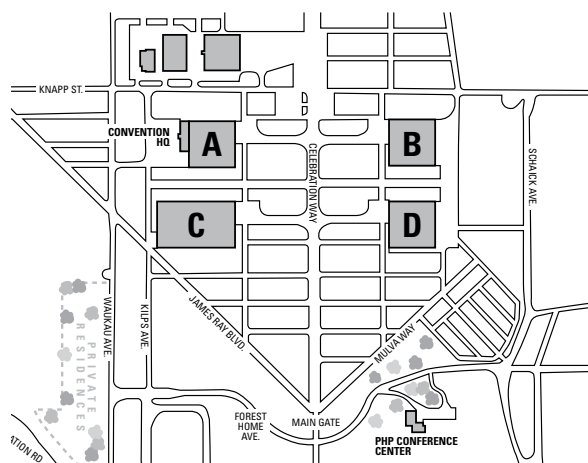 KNAPP ST.
CONVENTION
HQ
A
B
CELEBRATION WAY
SCHAICK AVE.
C
D
WAUKAU AVE.
KILPS AVE.
JAMES RAY BLVD.
MULVA WAY
PRIVATE
RESIDENCES
FOREST
HOME
AVE.
MAIN GATE
ATION RD
PHP CONFERENCE
CENTER